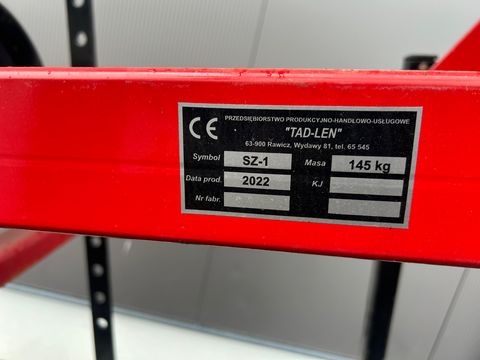 CE
PRZEDSIĘBIORSTWO PRODUKCYJNO-HANDLOWO-USŁUGOWE
"TAD-LEN"
63-900 Rawicz, Wydawy 81, tel. 65 545
Symbol SZ-1 Masa 145 kg
Data prod. 2022 KJ
Nr fabr.